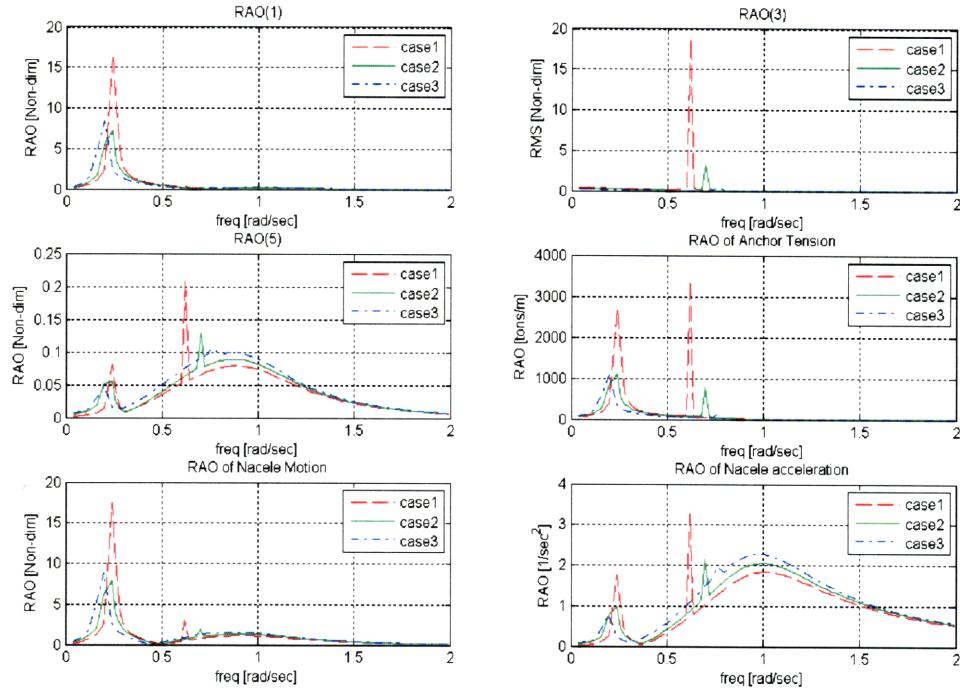 RAO(1)
RAO [Non-dim]
20
15
10
5
0
0
0.5
1
1.5
2
freq [rad/sec]
case1
case2
case3
RAO(3)
RMS [Non-dim]
20
15
10
5
0
0
0.5
1
1.5
2
freq [rad/sec]
case1
case2
case3
RAO(5)
RAO [Non-dim]
0.25
0.2
0.15
0.1
0.05
0
0
0.5
1
1.5
2
freq [rad/sec]
case1
case2
case3
RAO of Anchor Tension
RAO [tons/m]
4000
3000
2000
1000
0
0
0.5
1
1.5
2
freq [rad/sec]
case1
case2
case3
RAO of Nacele Motion
RAO [Non-dim]
20
15
10
5
0
0
0.5
1
1.5
2
freq [rad/sec]
case1
case2
case3
RAO of Nacele acceleration
RAO [1/sec²]
4
3
2
1
0
0
0.5
1
1.5
2
freq [rad/sec]
case1
case2
case3